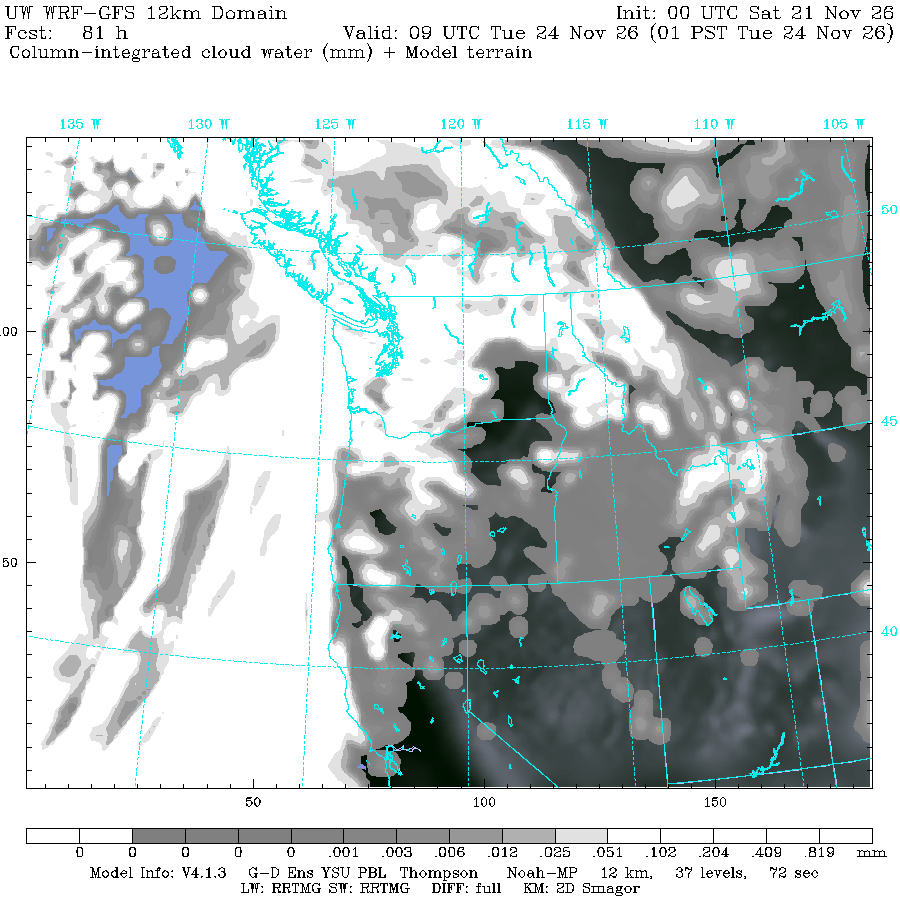 UW WRF-GFS 12km Domain Init: 00 UTC Sat 21 Nov 26
Fcst: 81 h Valid: 09 UTC Tue 24 Nov 26 (01 PST Tue 24 Nov 26)
Column-integrated cloud water (mm) + Model terrain
135 W 130 W 125 W 120 W 115 W 110 W 105 W
50
00
45
50
40
50 100 150
0 0 0 0 .001 .003 .006 .012 .025 .051 .102 .204 .409 .819 mm
Model Info: V4.1.3 G-D Ens YSU PBL Thompson Noah-MP 12 km, 37 levels, 72 sec
LW: RRTMG SW: RRTMG DIFF: full KM: 2D Smagor